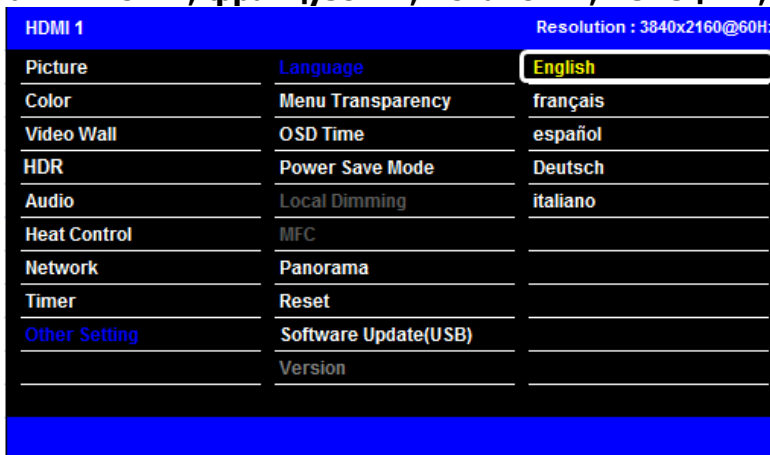 HDMI 1 Resolution : 3840x2160@60Hz
Picture Language English
Color Menu Transparency français
Video Wall OSD Time español
HDR Power Save Mode Deutsch
Audio Local Dimming italiano
Heat Control MFC
Network Panorama
Timer Reset
Other Setting Software Update(USB)
Version